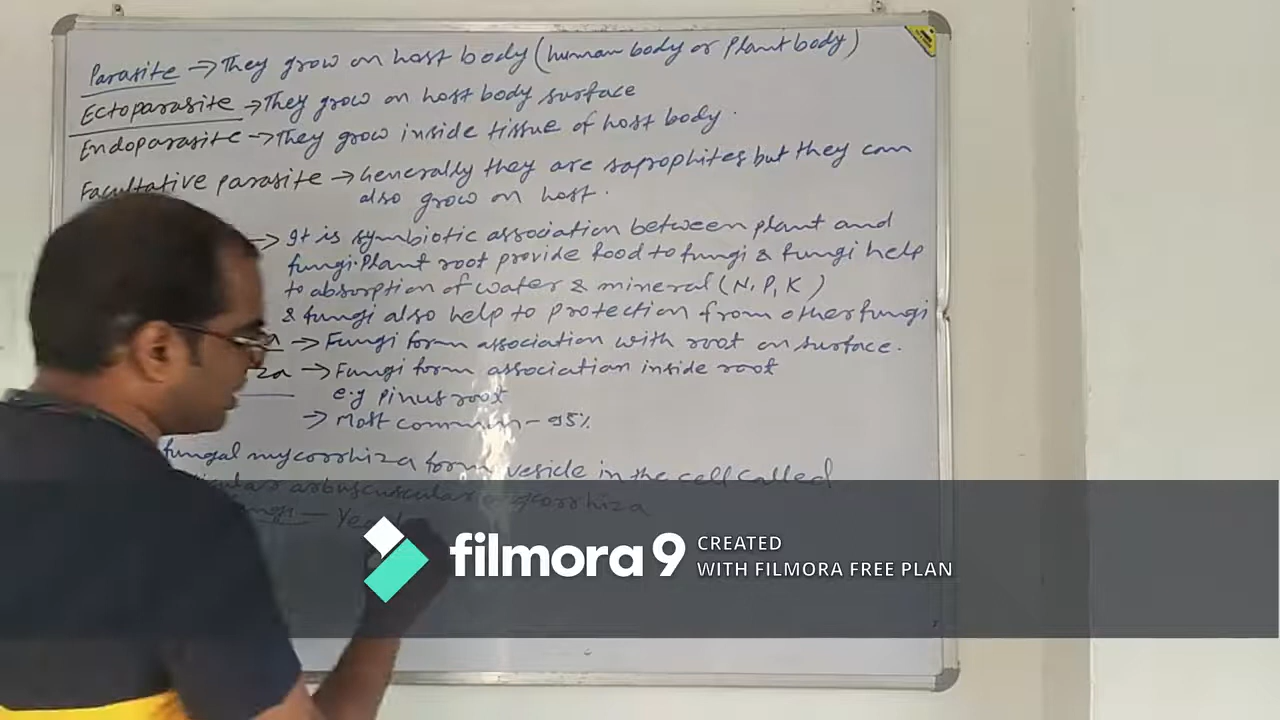 Parasite → They grow on host body (human body or Plant body)
Ectoparasite → They grow on host body surface
Endoparasite → They grow inside tissue of host body.
Facultative parasite → Generally they are saprophites but they can
also grow on host.
→ It is symbiotic association between plant and
fungi. Plant root provide food to fungi & fungi help
to absorption of water & mineral (N, P, K)
& fungi also help to protection from other fungi
→ Fungi form association with root on surface.
za → Fungi form association inside root
e.g Pinus root
→ Most common - 95%
fungal mycorrhiza form vesicle in the cell called
arbuscuscular
filmora 9 CREATED
WITH FILMORA FREE PLAN